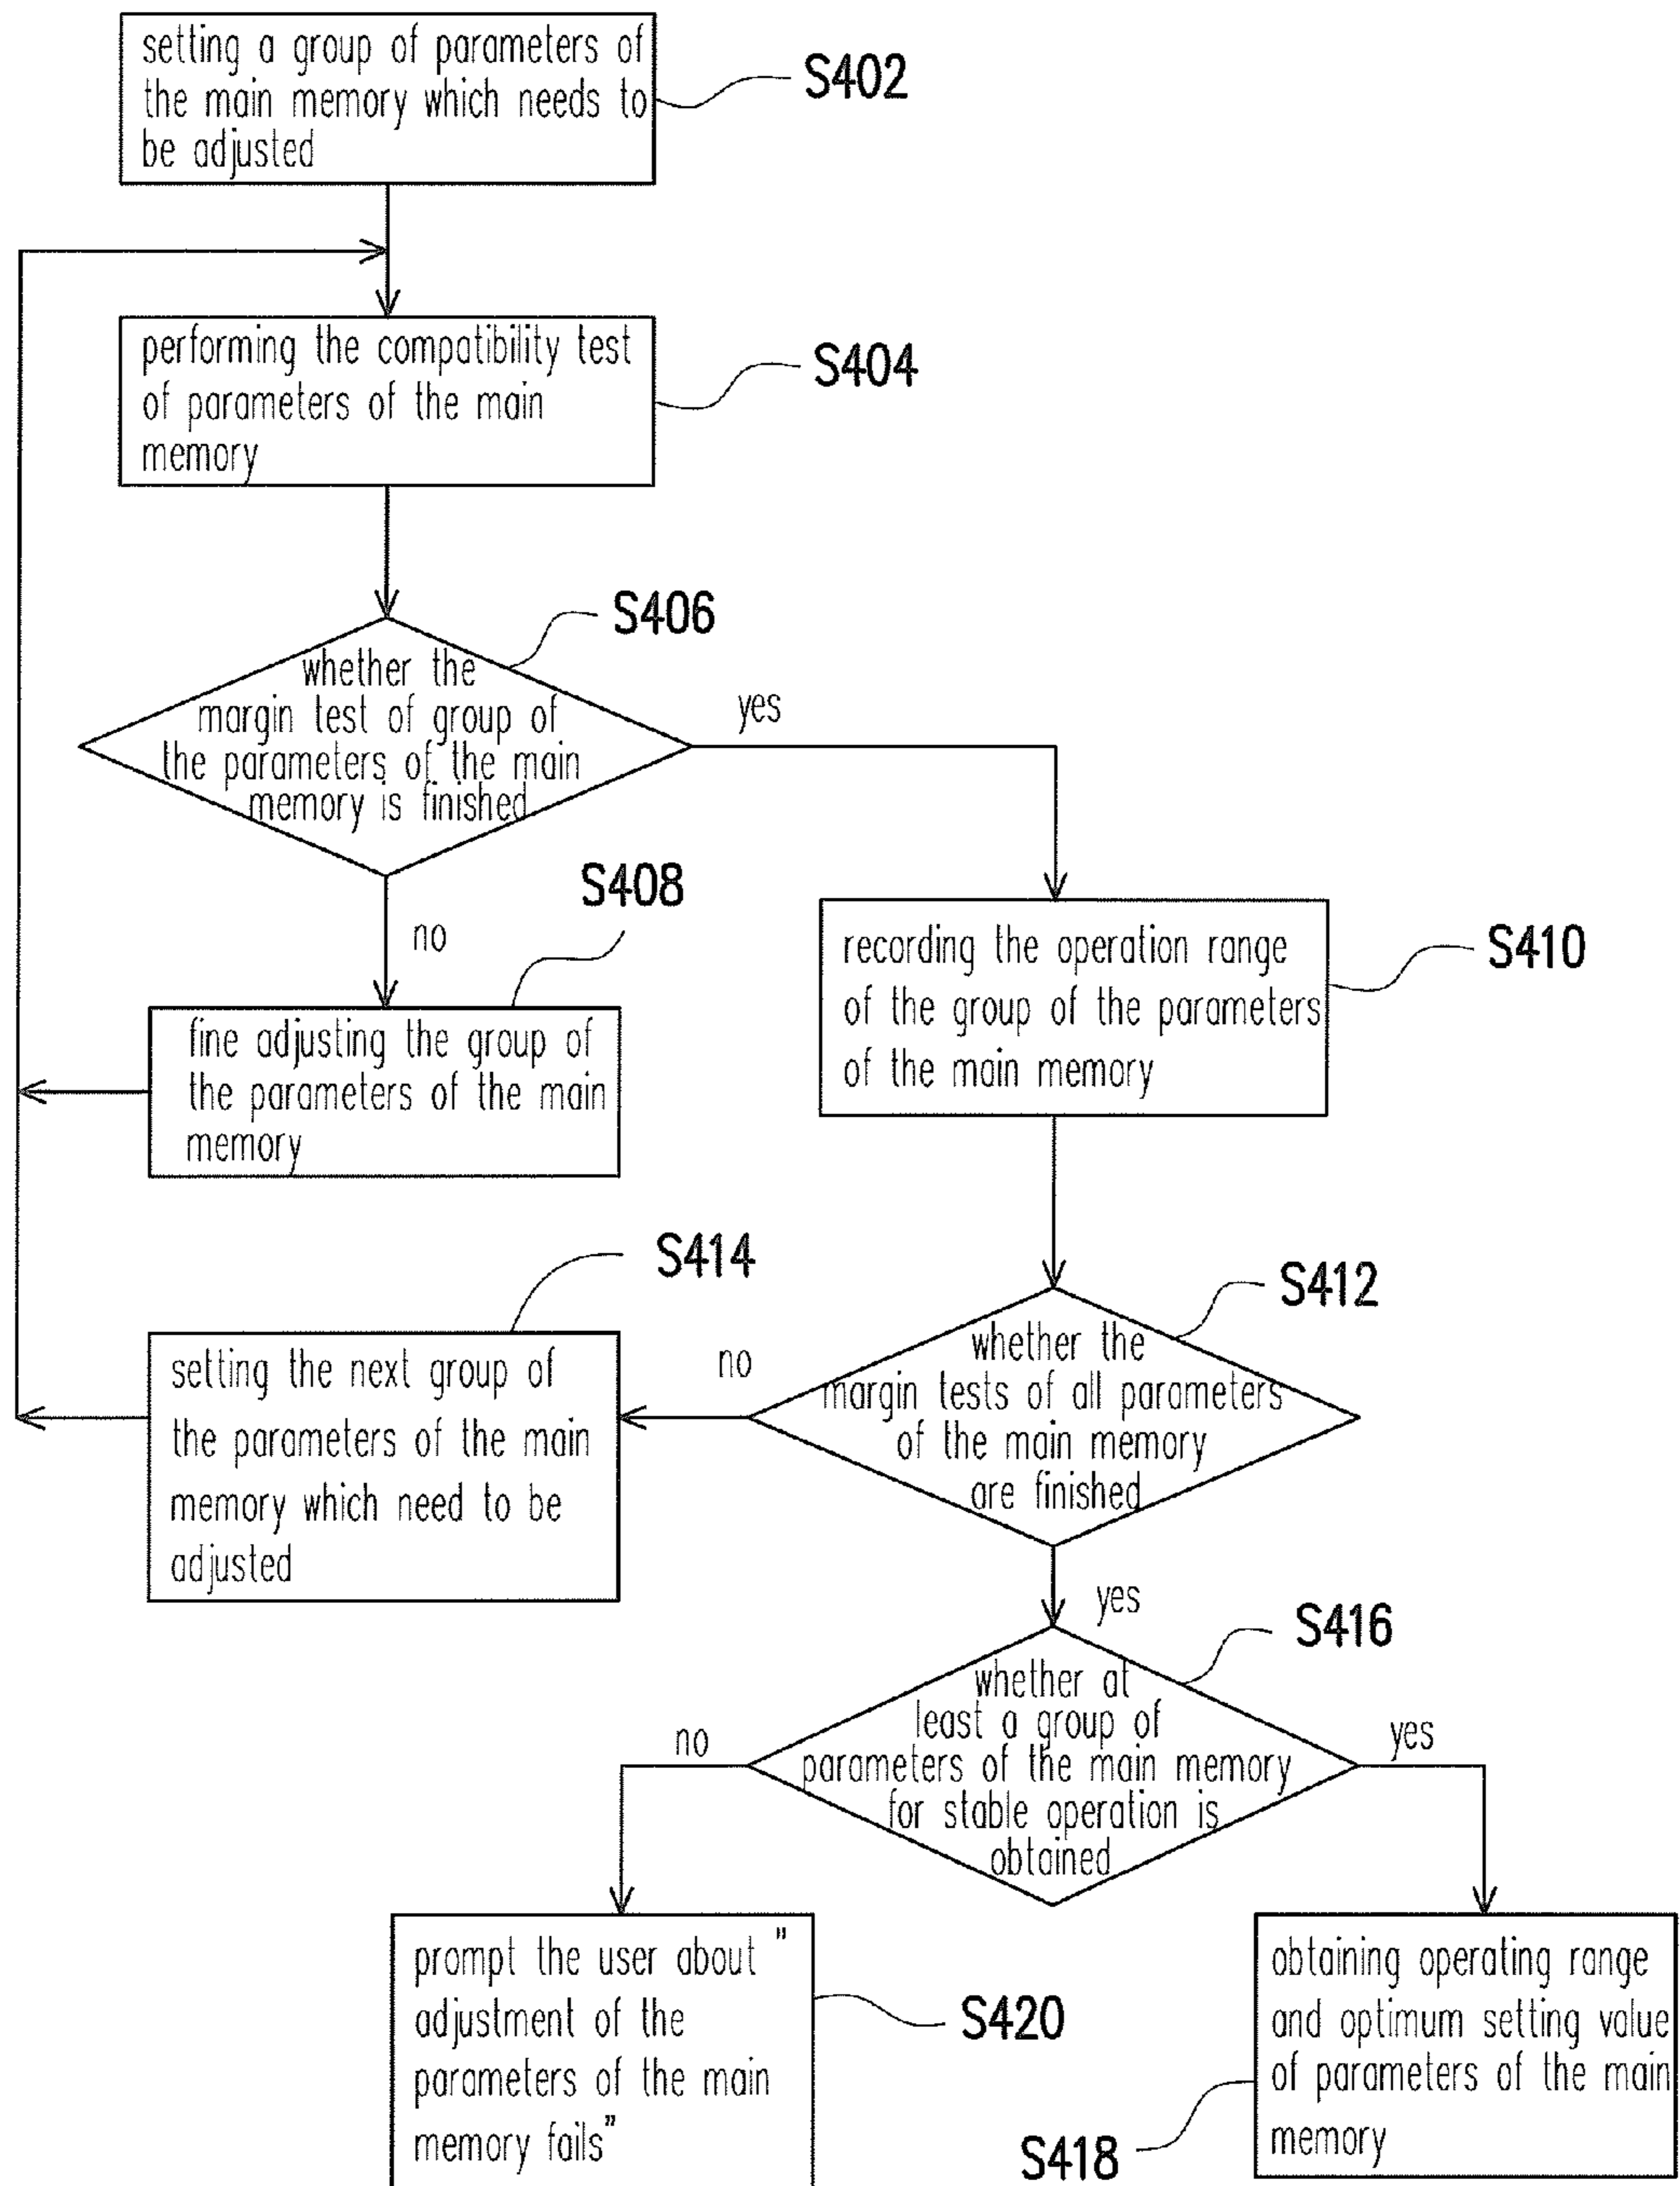 setting a group of parameters of
the main memory which needs to
be adjusted
S402
performing the compatibility test
of parameters of the main
memory
S404
S406
whether the
margin test of group of
the parameters of the main
memory is finished
yes
no
S408
fine adjusting the group of
the parameters of the main
memory
recording the operation range
of the group of the parameters
of the main memory
S410
S414
setting the next group of
the parameters of the main
memory which need to be
adjusted
S412
whether the
margin tests of all parameters
of the main memory
are finished
no
yes
S416
whether at
least a group of
parameters of the main memory
for stable operation is
obtained
no
yes
prompt the user about "
adjustment of the
parameters of the main
memory fails"
S420
obtaining operating range
and optimum setting value
of parameters of the main
memory
S418